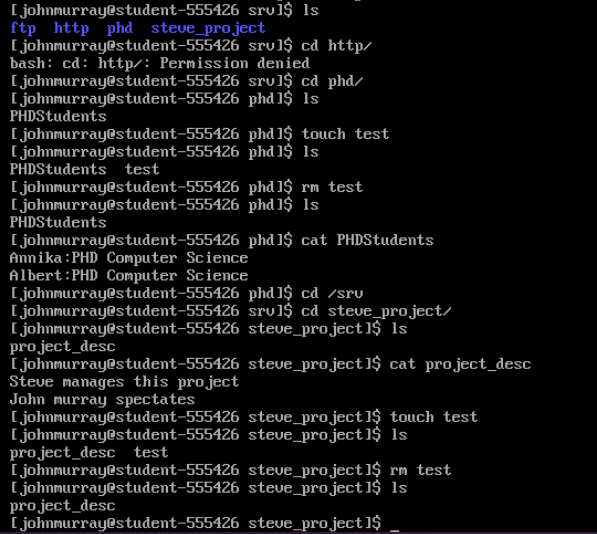 [johnmurray@student-555426 srv]$ ls
ftp  http  phd  steve_project
[johnmurray@student-555426 srv]$ cd http/
bash: cd: http/: Permission denied
[johnmurray@student-555426 srv]$ cd phd/
[johnmurray@student-555426 phd]$ ls
PHDStudents
[johnmurray@student-555426 phd]$ touch test
[johnmurray@student-555426 phd]$ ls
PHDStudents  test
[johnmurray@student-555426 phd]$ rm test
[johnmurray@student-555426 phd]$ ls
PHDStudents
[johnmurray@student-555426 phd]$ cat PHDStudents
Annika:PHD Computer Science
Albert:PHD Computer Science
[johnmurray@student-555426 phd]$ cd /srv
[johnmurray@student-555426 srv]$ cd steve_project/
[johnmurray@student-555426 steve_project]$ ls
project_desc
[johnmurray@student-555426 steve_project]$ cat project_desc
Steve manages this project
John murray spectates
[johnmurray@student-555426 steve_project]$ touch test
[johnmurray@student-555426 steve_project]$ ls
project_desc  test
[johnmurray@student-555426 steve_project]$ rm test
[johnmurray@student-555426 steve_project]$ ls
project_desc
[johnmurray@student-555426 steve_project]$ _